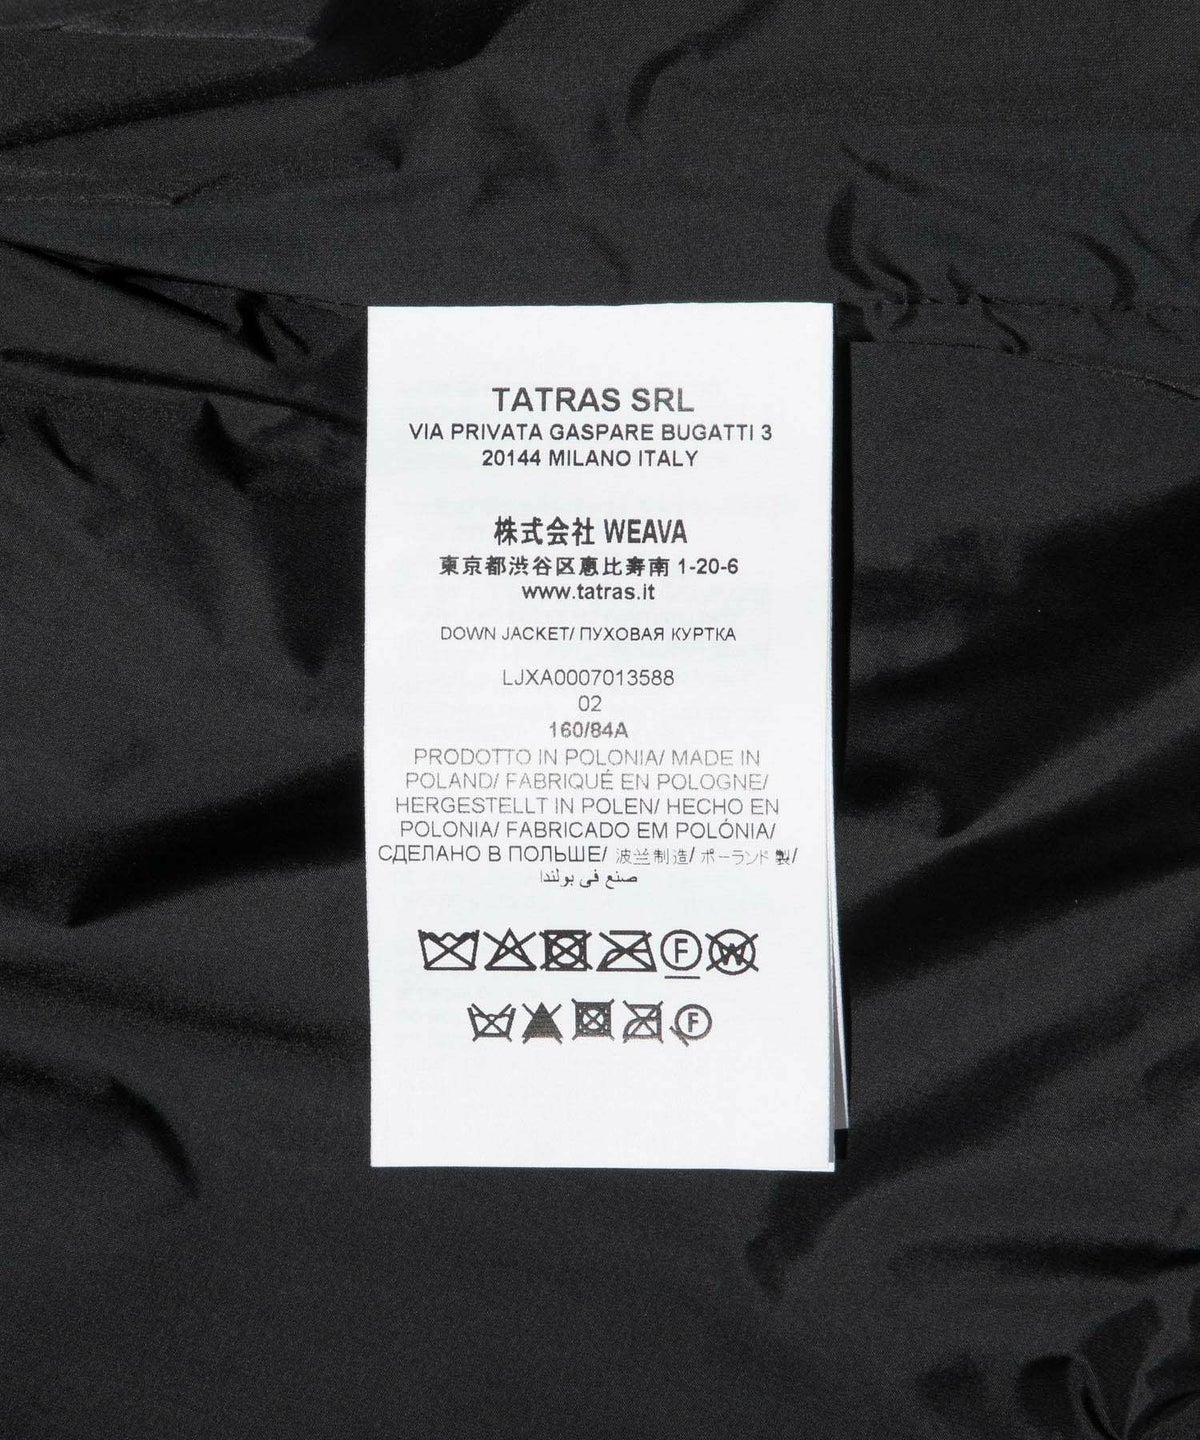 TATRAS SRL
VIA PRIVATA GASPARE BUGATTI 3
20144 MILANO ITALY
株式会社 WEAVA
東京都渋谷区恵比寿南 1-20-6
www.tatras.it
DOWN JACKET/ ПУХОВАЯ КУРТКА
LJXA0007013588
02
160/84A
PRODOTTO IN POLONIA/ MADE IN
POLAND/ FABRIQUÉ EN POLOGNE/
HERGESTELLT IN POLEN/ HECHO EN
POLONIA/ FABRICADO EM POLÓNIA/
СДЕЛАНО В ПОЛЬШЕ/ 波兰制造/ ポーランド製/
صنع في بولندا
F W
F